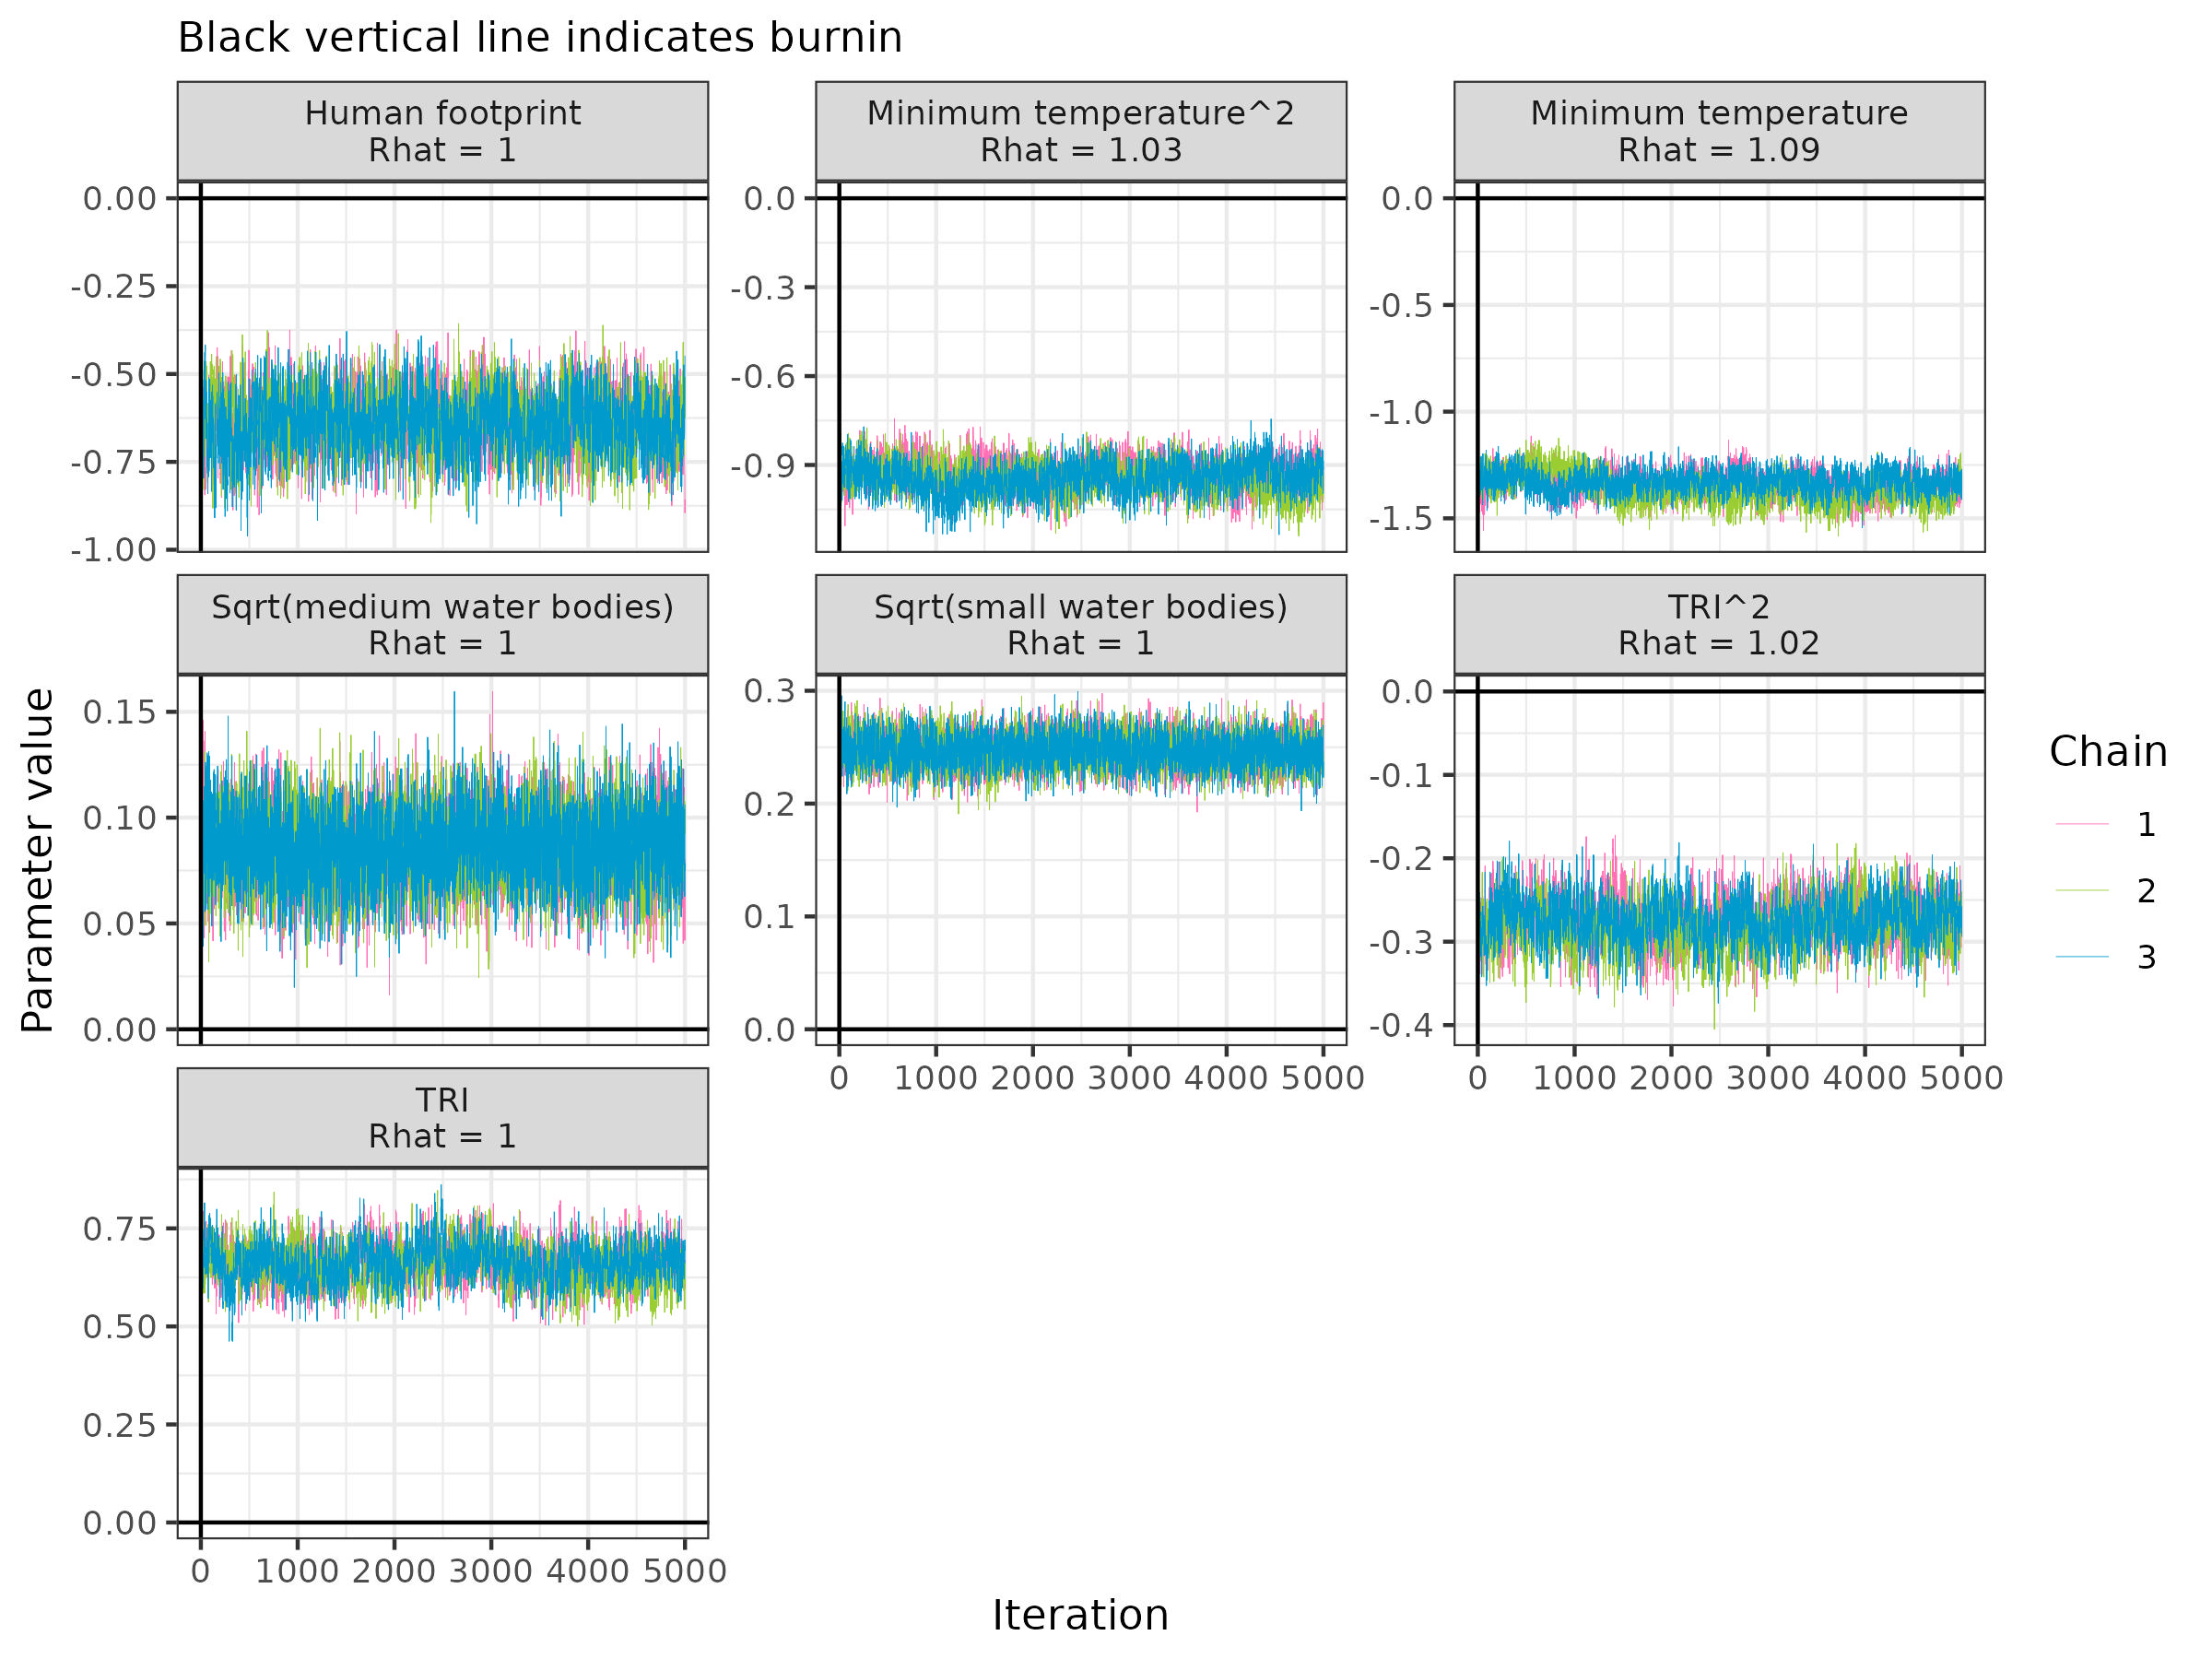 Black vertical line indicates burnin
Human footprint
Rhat = 1
Minimum temperature^2
Rhat = 1.03
Minimum temperature
Rhat = 1.09
0.00
-0.25
-0.50
-0.75
-1.00
0.0
-0.3
-0.6
-0.9
0.0
-0.5
-1.0
-1.5
Sqrt(medium water bodies)
Rhat = 1
Sqrt(small water bodies)
Rhat = 1
TRI^2
Rhat = 1.02
0.15
0.10
0.05
0.00
0.3
0.2
0.1
0.0
0 1000 2000 3000 4000 5000
0.0
-0.1
-0.2
-0.3
-0.4
0 1000 2000 3000 4000 5000
TRI
Rhat = 1
0.75
0.50
0.25
0.00
0 1000 2000 3000 4000 5000
Parameter value
Iteration
Chain
1
2
3